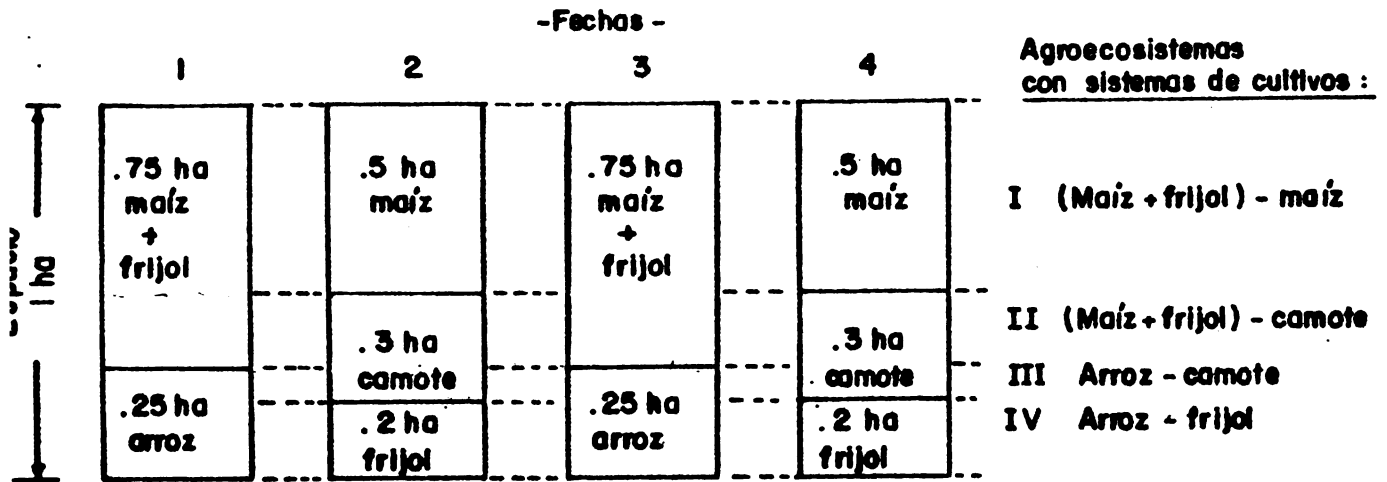 -Fechas-
1 2 3 4
Agroecosistemas
con sistemas de cultivos :
1 ha
.75 ha
maíz
+
frijol
.25 ha
arroz
.5 ha
maíz
.3 ha
camote
.2 ha
frijol
.75 ha
maíz
+
frijol
.25 ha
arroz
.5 ha
maíz
.3 ha
camote
.2 ha
frijol
I (Maíz + frijol) - maíz
II (Maíz + frijol) - camote
III Arroz - camote
IV Arroz - frijol